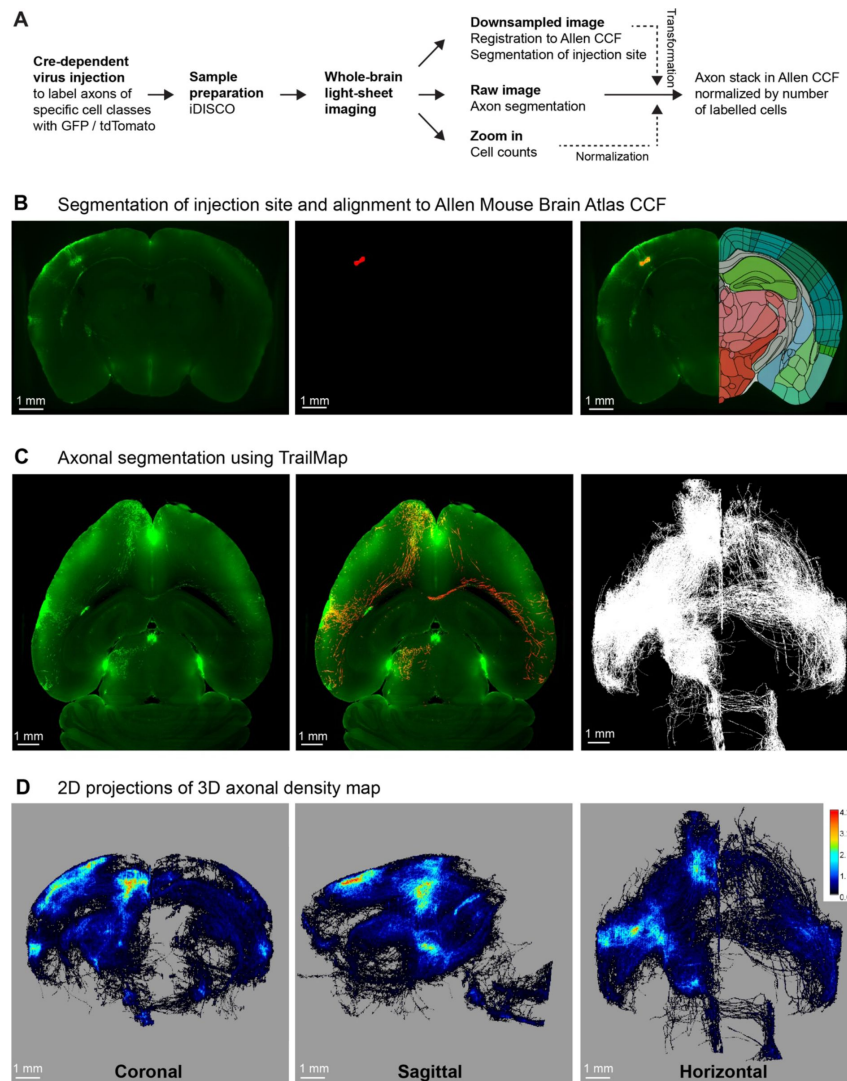 A
Cre-dependent
virus injection
to label axons of
specific cell classes
with GFP / tdTomato
Sample
preparation
iDISCO
Whole-brain
light-sheet
imaging
Downsampled image
Registration to Allen CCF
Segmentation of injection site
Raw image
Axon segmentation
Zoom in
Cell counts
Transformation
Normalization
Axon stack in Allen CCF
normalized by number
of labelled cells
B Segmentation of injection site and alignment to Allen Mouse Brain Atlas CCF
1 mm
1 mm
1 mm
C Axonal segmentation using TrailMap
1 mm
1 mm
1 mm
D 2D projections of 3D axonal density map
1 mm
Coronal
1 mm
Sagittal
1 mm
Horizontal